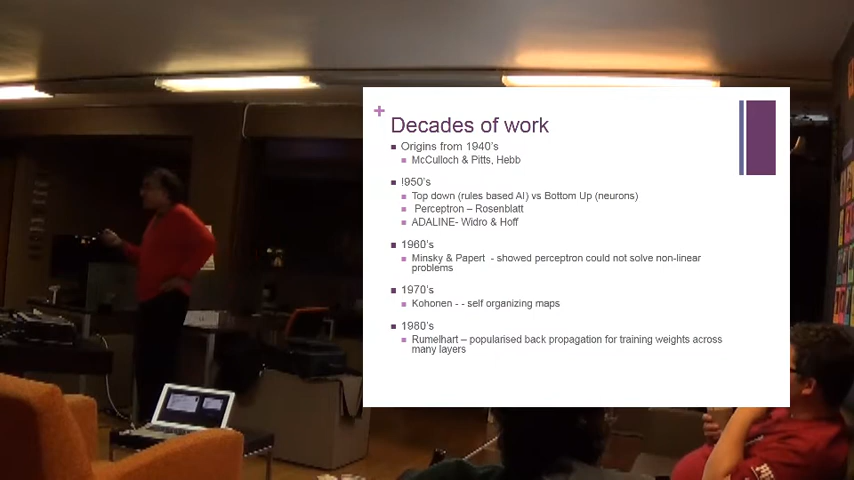 +
Decades of work
Origins from 1940's
McCulloch & Pitts, Hebb
!950's
Top down (rules based AI) vs Bottom Up (neurons)
Perceptron – Rosenblatt
ADALINE- Widro & Hoff
1960's
Minsky & Papert - showed perceptron could not solve non-linear
problems
1970's
Kohonen - - self organizing maps
1980's
Rumelhart – popularised back propagation for training weights across
many layers